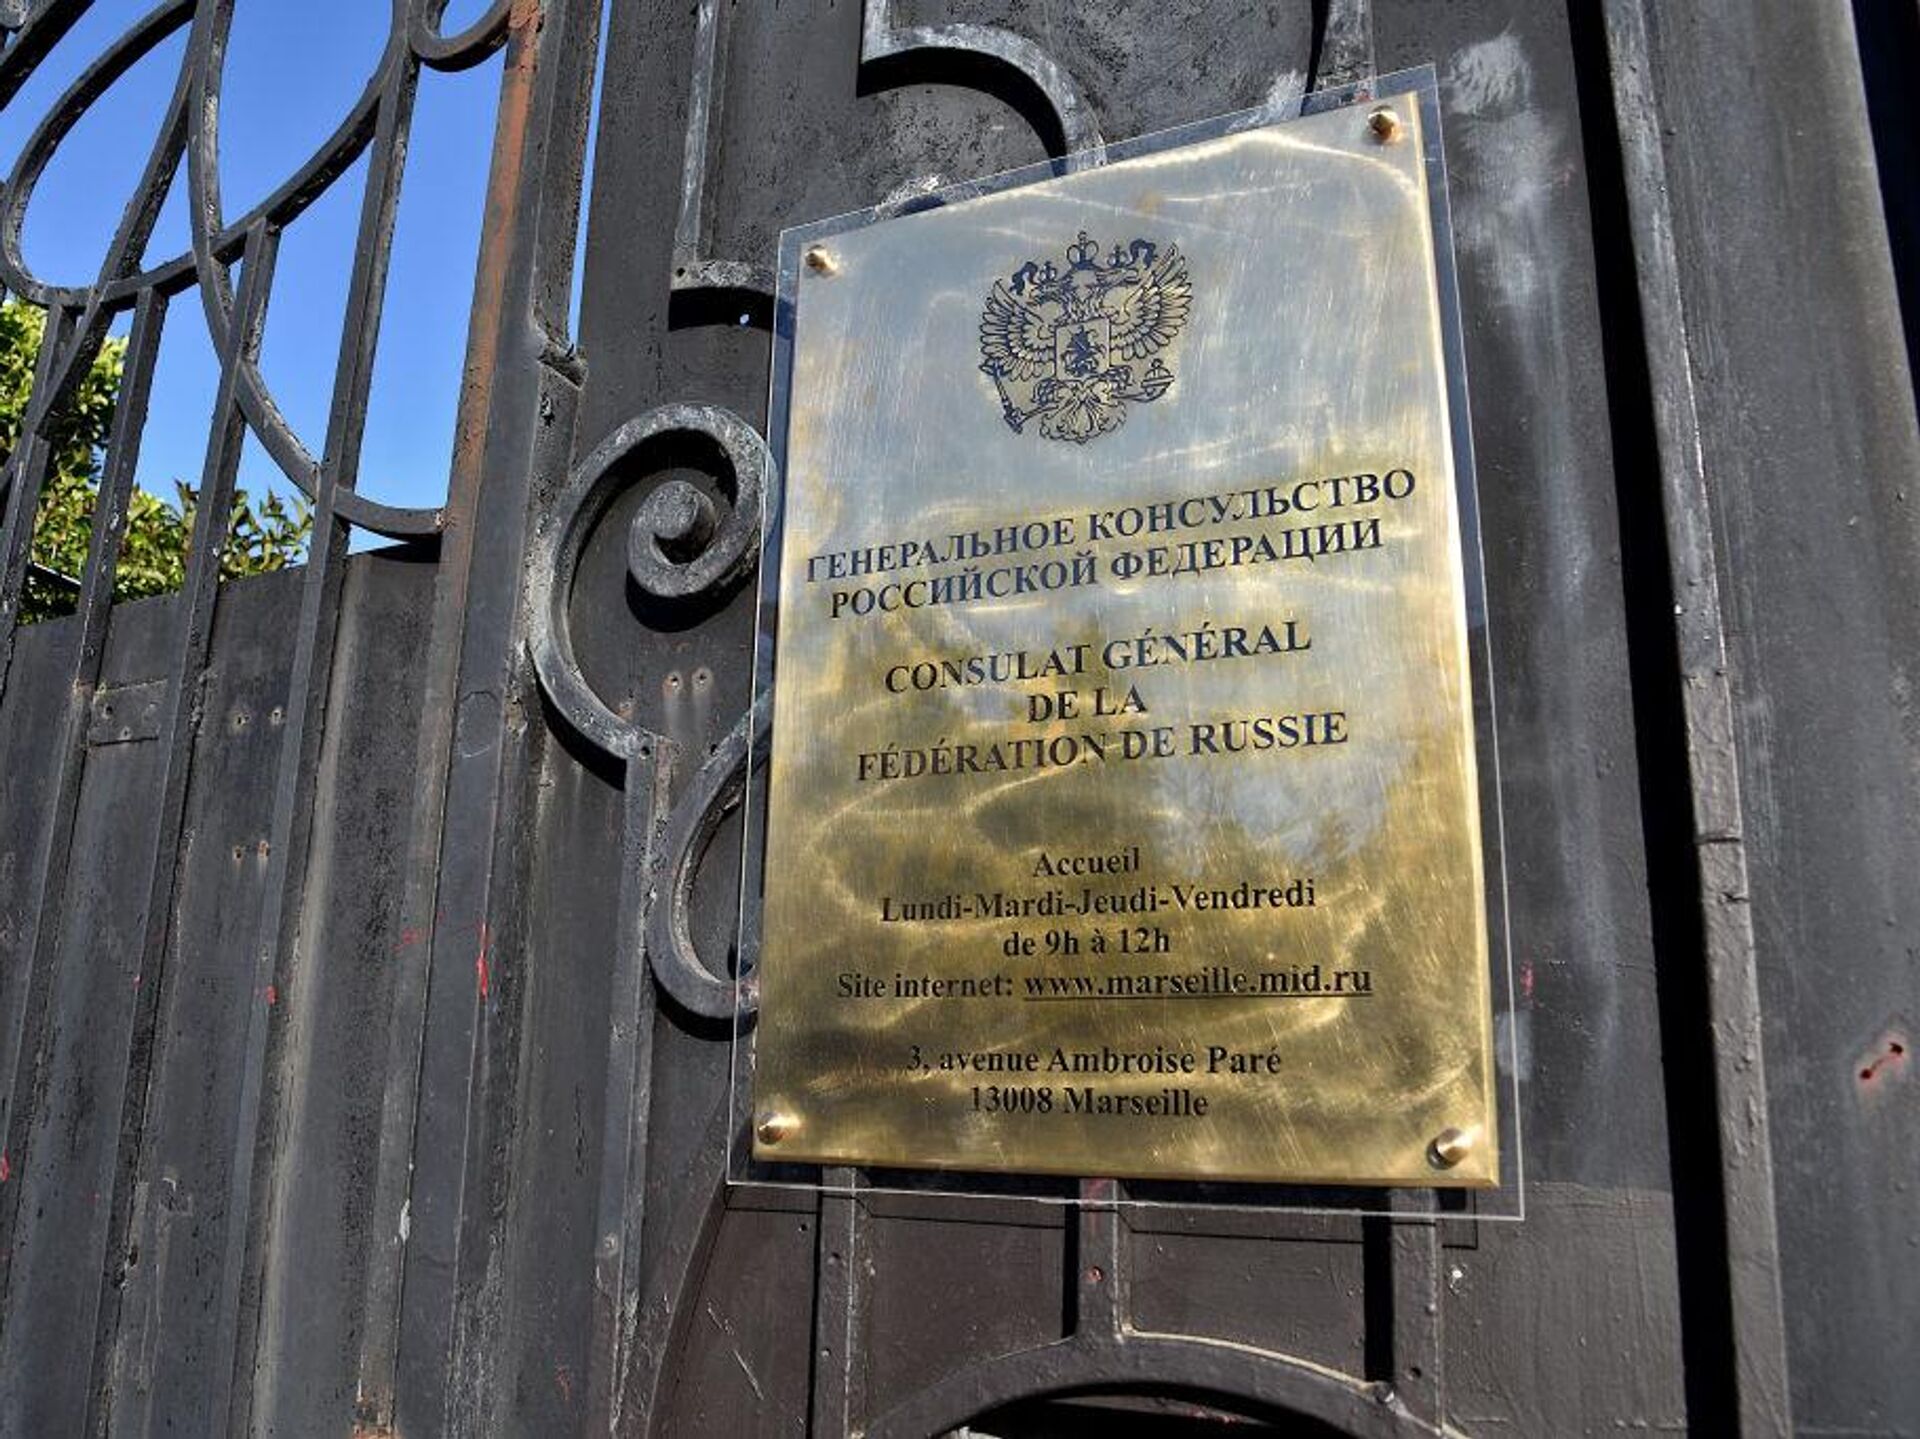 ГЕНЕРАЛЬНОЕ КОНСУЛЬСТВО
РОССИЙСКОЙ ФЕДЕРАЦИИ
CONSULAT GÉNÉRAL
DE LA
FÉDÉRATION DE RUSSIE
Accueil
Lundi-Mardi-Jeudi-Vendredi
de 9h à 12h
Site internet: www.marseille.mid.ru
3, avenue Ambroise Paré
13008 Marseille